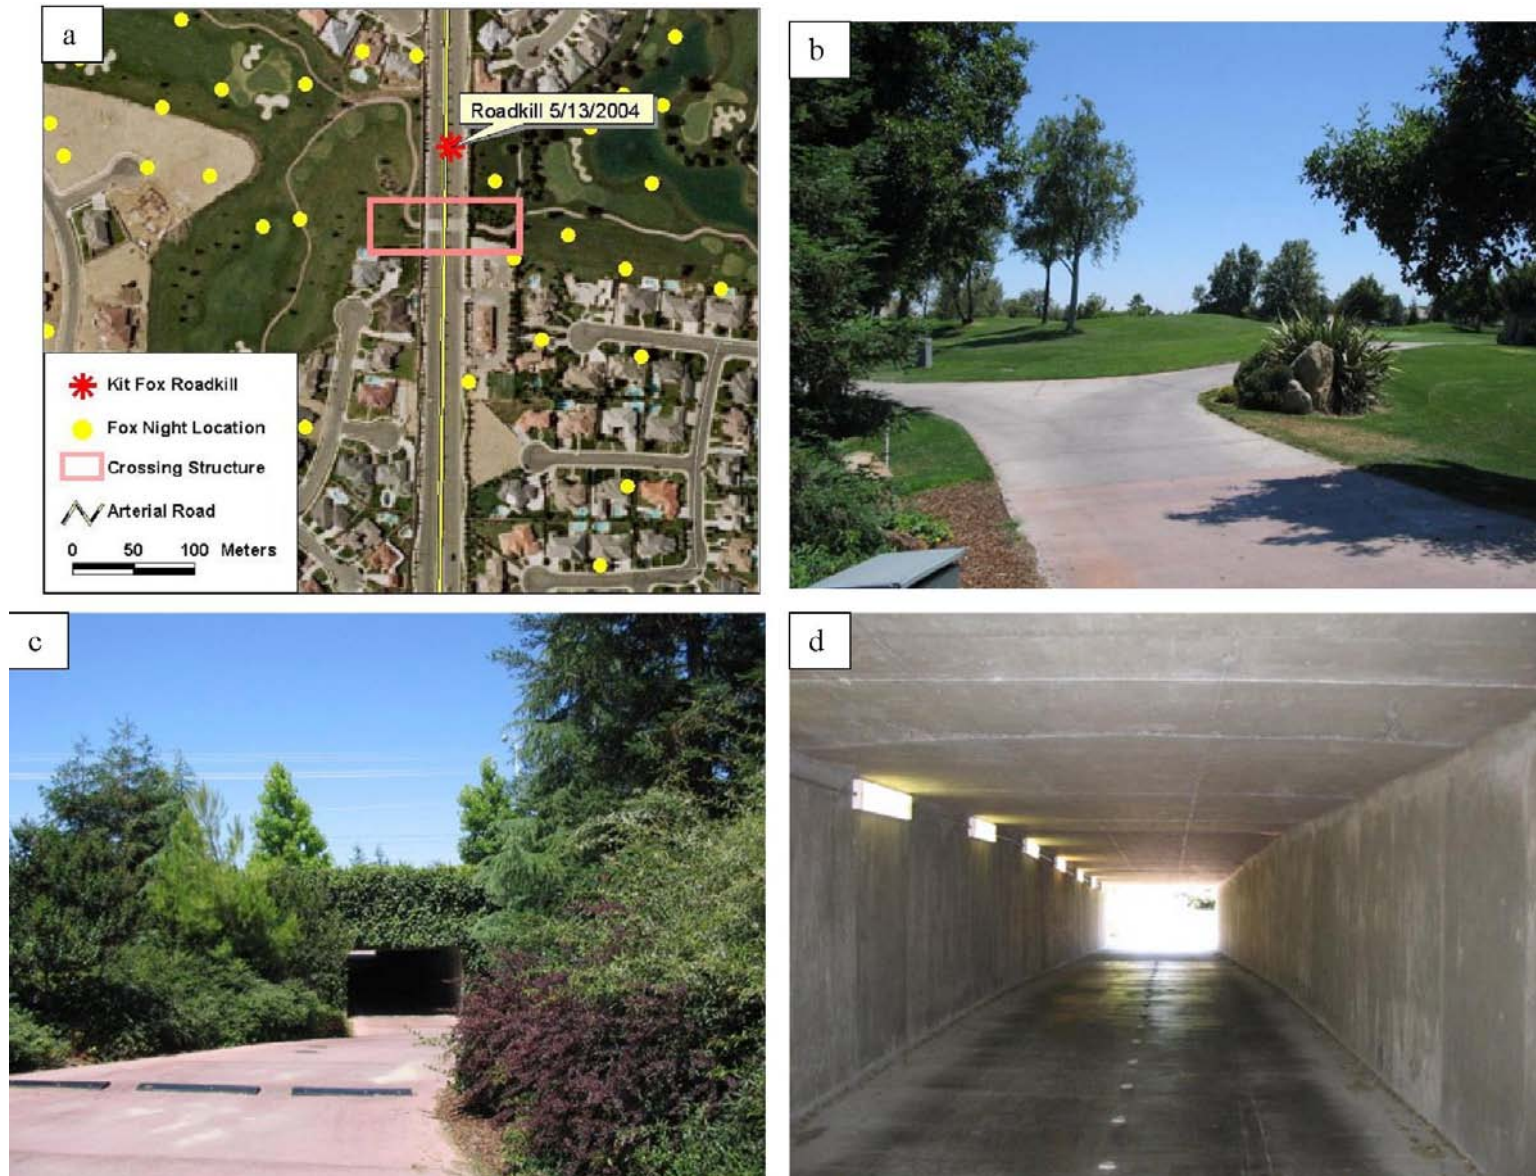 a
Roadkill 5/13/2004
Kit Fox Roadkill
Fox Night Location
Crossing Structure
Arterial Road
0 50 100 Meters
b
c
d